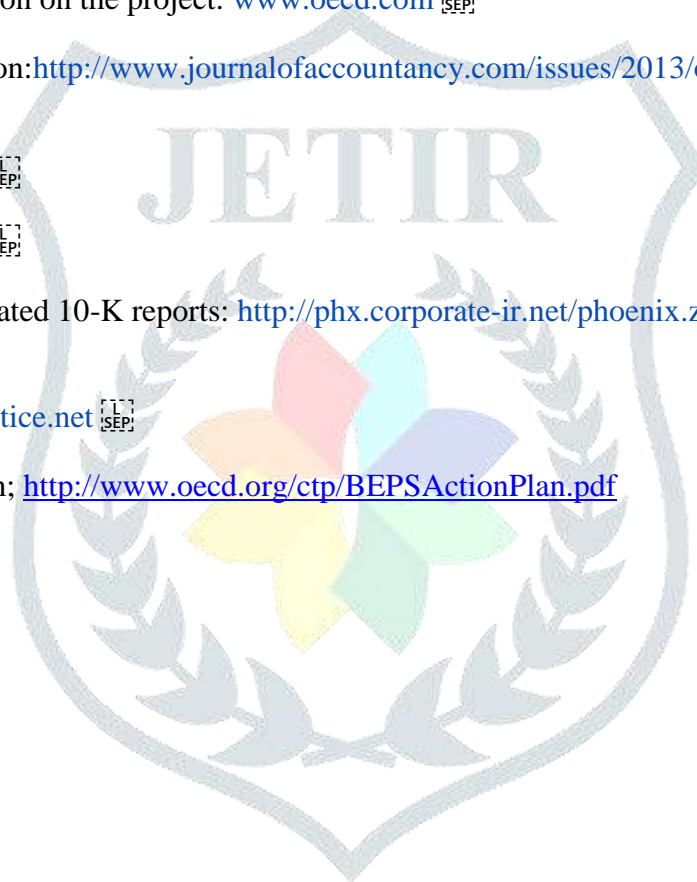 on on the project: www.oecd.com L SEP
on:http://www.journalofaccountancy.com/issues/2013/
JETIR
L SEP
L SEP
ated 10-K reports: http://phx.corporate-ir.net/phoenix.z
tice.net L SEP
n; http://www.oecd.org/ctp/BEPSActionPlan.pdf